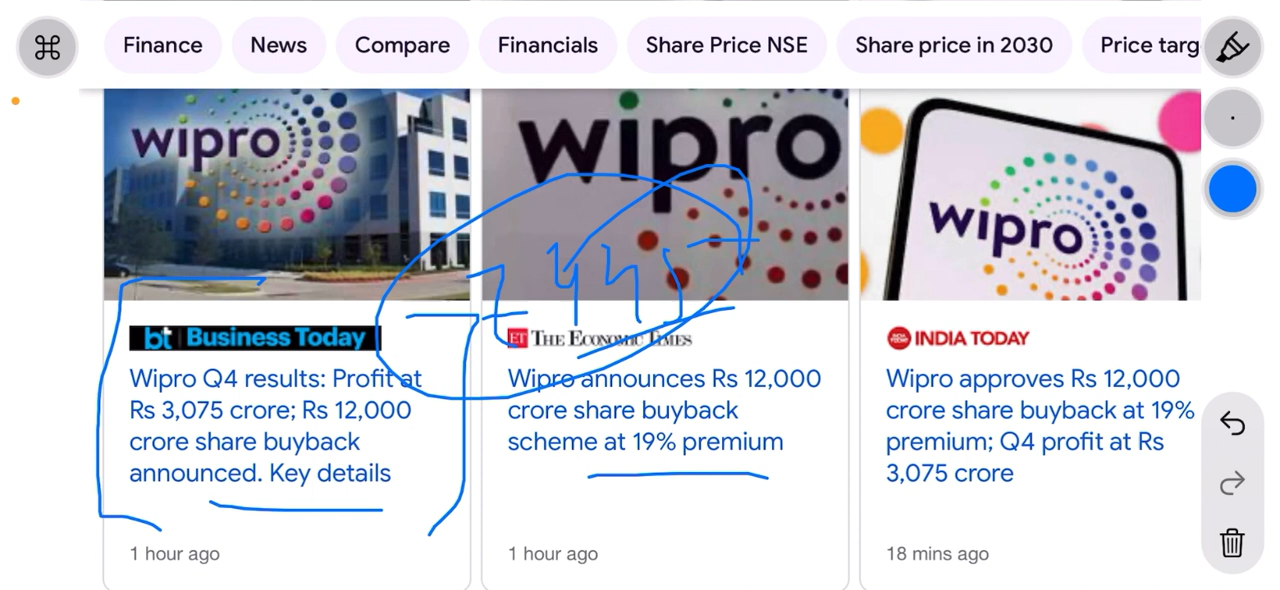 Finance
News
Compare
Financials
Share Price NSE
Share price in 2030
Price targ
wipro
bt Business Today
Wipro Q4 results: Profit at
Rs 3,075 crore; Rs 12,000
crore share buyback
announced. Key details
1 hour ago
wipro
ET THE ECONOMIC TIMES
Wipro announces Rs 12,000
crore share buyback
scheme at 19% premium
1 hour ago
wipro
INDIA TODAY
Wipro approves Rs 12,000
crore share buyback at 19%
premium; Q4 profit at Rs
3,075 crore
18 mins ago